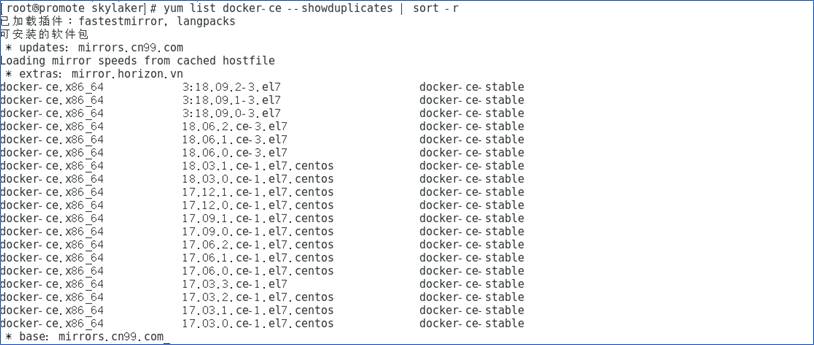 [root@promote skylaker]# yum list docker-ce --showduplicates | sort -r
已加载插件：fastestmirror, langpacks
可安装的软件包
 * updates: mirrors.cn99.com
Loading mirror speeds from cached hostfile
 * extras: mirror.horizon.vn
docker-ce.x86_64            3:18.09.2-3.el7                     docker-ce-stable
docker-ce.x86_64            3:18.09.1-3.el7                     docker-ce-stable
docker-ce.x86_64            3:18.09.0-3.el7                     docker-ce-stable
docker-ce.x86_64            18.06.2.ce-3.el7                    docker-ce-stable
docker-ce.x86_64            18.06.1.ce-3.el7                    docker-ce-stable
docker-ce.x86_64            18.06.0.ce-3.el7                    docker-ce-stable
docker-ce.x86_64            18.03.1.ce-1.el7.centos             docker-ce-stable
docker-ce.x86_64            18.03.0.ce-1.el7.centos             docker-ce-stable
docker-ce.x86_64            17.12.1.ce-1.el7.centos             docker-ce-stable
docker-ce.x86_64            17.12.0.ce-1.el7.centos             docker-ce-stable
docker-ce.x86_64            17.09.1.ce-1.el7.centos             docker-ce-stable
docker-ce.x86_64            17.09.0.ce-1.el7.centos             docker-ce-stable
docker-ce.x86_64            17.06.2.ce-1.el7.centos             docker-ce-stable
docker-ce.x86_64            17.06.1.ce-1.el7.centos             docker-ce-stable
docker-ce.x86_64            17.06.0.ce-1.el7.centos             docker-ce-stable
docker-ce.x86_64            17.03.3.ce-1.el7                    docker-ce-stable
docker-ce.x86_64            17.03.2.ce-1.el7.centos             docker-ce-stable
docker-ce.x86_64            17.03.1.ce-1.el7.centos             docker-ce-stable
docker-ce.x86_64            17.03.0.ce-1.el7.centos             docker-ce-stable
 * base: mirrors.cn99.com